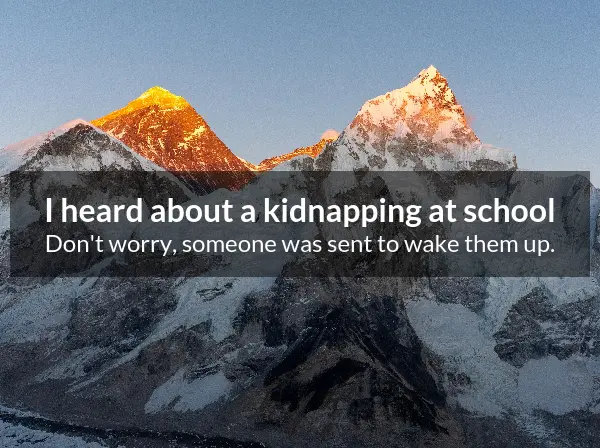 I heard about a kidnapping at school
Don't worry, someone was sent to wake them up.